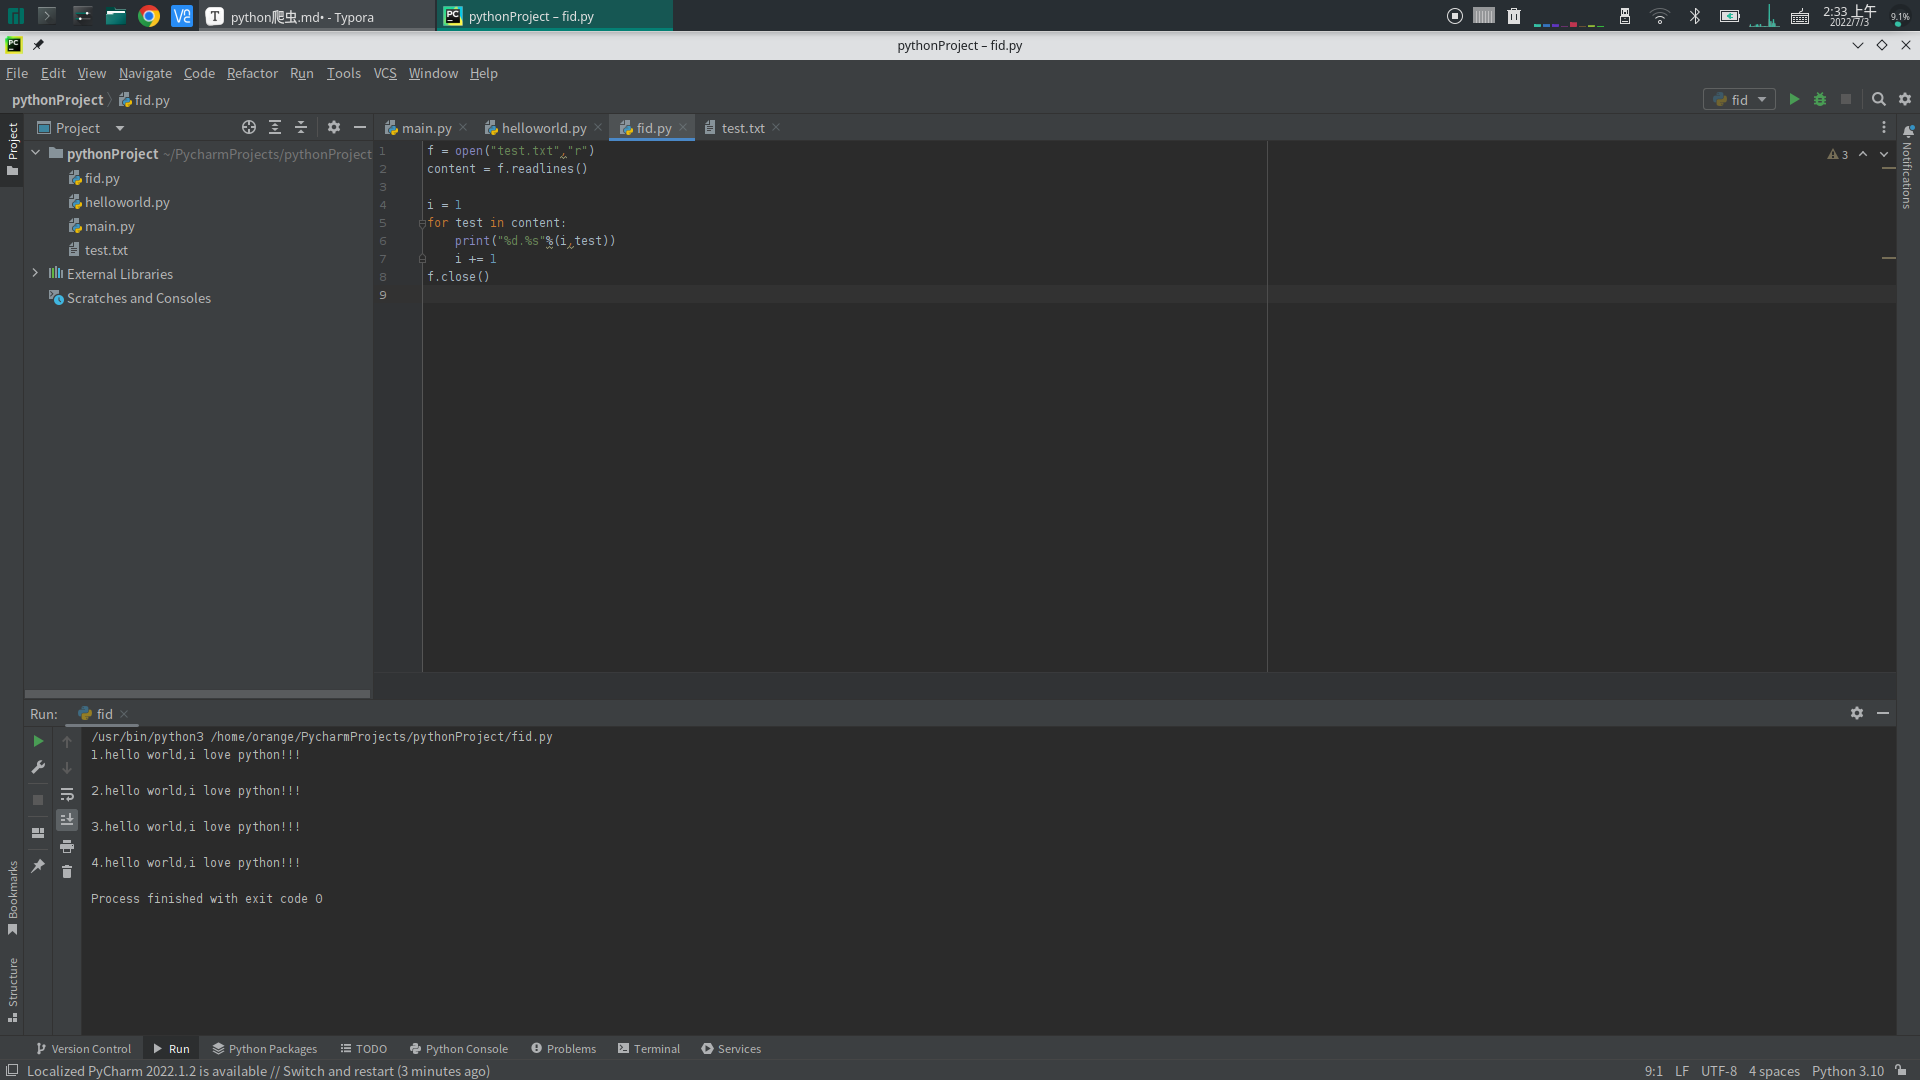 python爬虫.md• - Typora
pythonProject – fid.py
2:33 上午
2022/7/3
9.1%
pythonProject – fid.py
File Edit View Navigate Code Refactor Run Tools VCS Window Help
pythonProject fid.py
fid
Project
Project
main.py
helloworld.py
fid.py
test.txt
Notifications
pythonProject ~/PycharmProjects/pythonProject
fid.py
helloworld.py
main.py
test.txt
External Libraries
Scratches and Consoles
3
1 f = open("test.txt","r")
2 content = f.readlines()
3
4 i = 1
5 for test in content:
6 print("%d.%s"%(i,test))
7 i += 1
8 f.close()
9
Run: fid
/usr/bin/python3 /home/orange/PycharmProjects/pythonProject/fid.py
1.hello world,i love python!!!
2.hello world,i love python!!!
3.hello world,i love python!!!
4.hello world,i love python!!!
Process finished with exit code 0
Bookmarks
Structure
Version Control Run Python Packages TODO Python Console Problems Terminal Services
Localized PyCharm 2022.1.2 is available // Switch and restart (3 minutes ago)
9:1 LF UTF-8 4 spaces Python 3.10